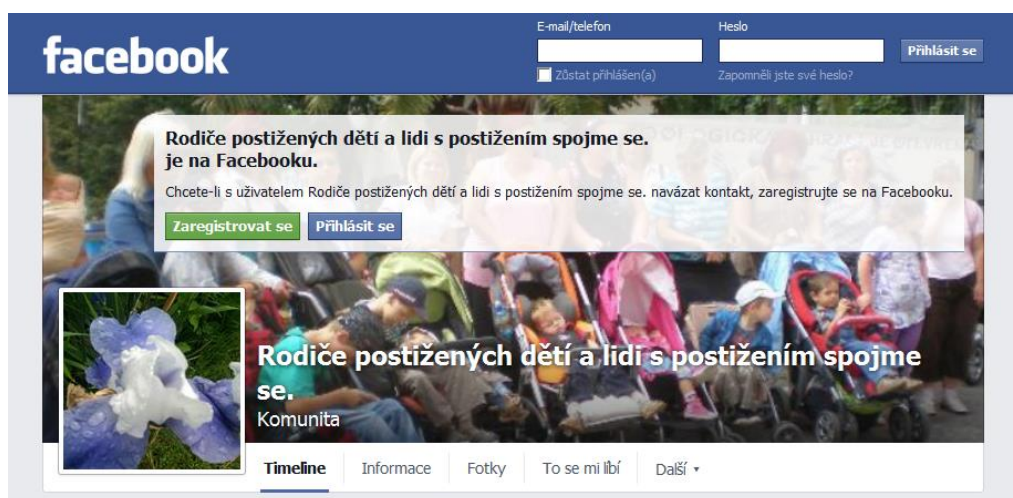 facebook
E-mail/telefon
Heslo
Přihlásit se
Zůstat přihlášen(a)
Zapomněli jste své heslo?
Rodiče postižených dětí a lidi s postižením spojme se.
je na Facebooku.
Chcete-li s uživatelem Rodiče postižených dětí a lidi s postižením spojme se. navázat kontakt, zaregistrujte se na Facebooku.
Zaregistrovat se
Přihlásit se
Rodiče postižených dětí a lidi s postižením spojme
se.
Komunita
Timeline
Informace
Fotky
To se mi líbí
Další